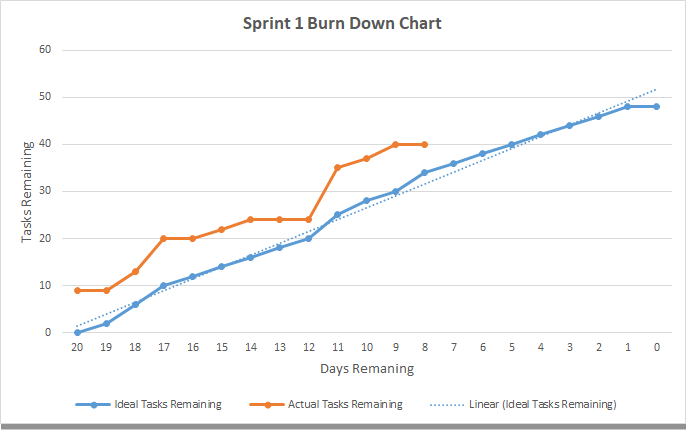 Sprint 1 Burn Down Chart
60
50
40
30
20
10
0
Tasks Remaining
20 19 18 17 16 15 14 13 12 11 10 9 8 7 6 5 4 3 2 1 0
Days Remaning
Ideal Tasks Remaining Actual Tasks Remaining Linear (Ideal Tasks Remaining)